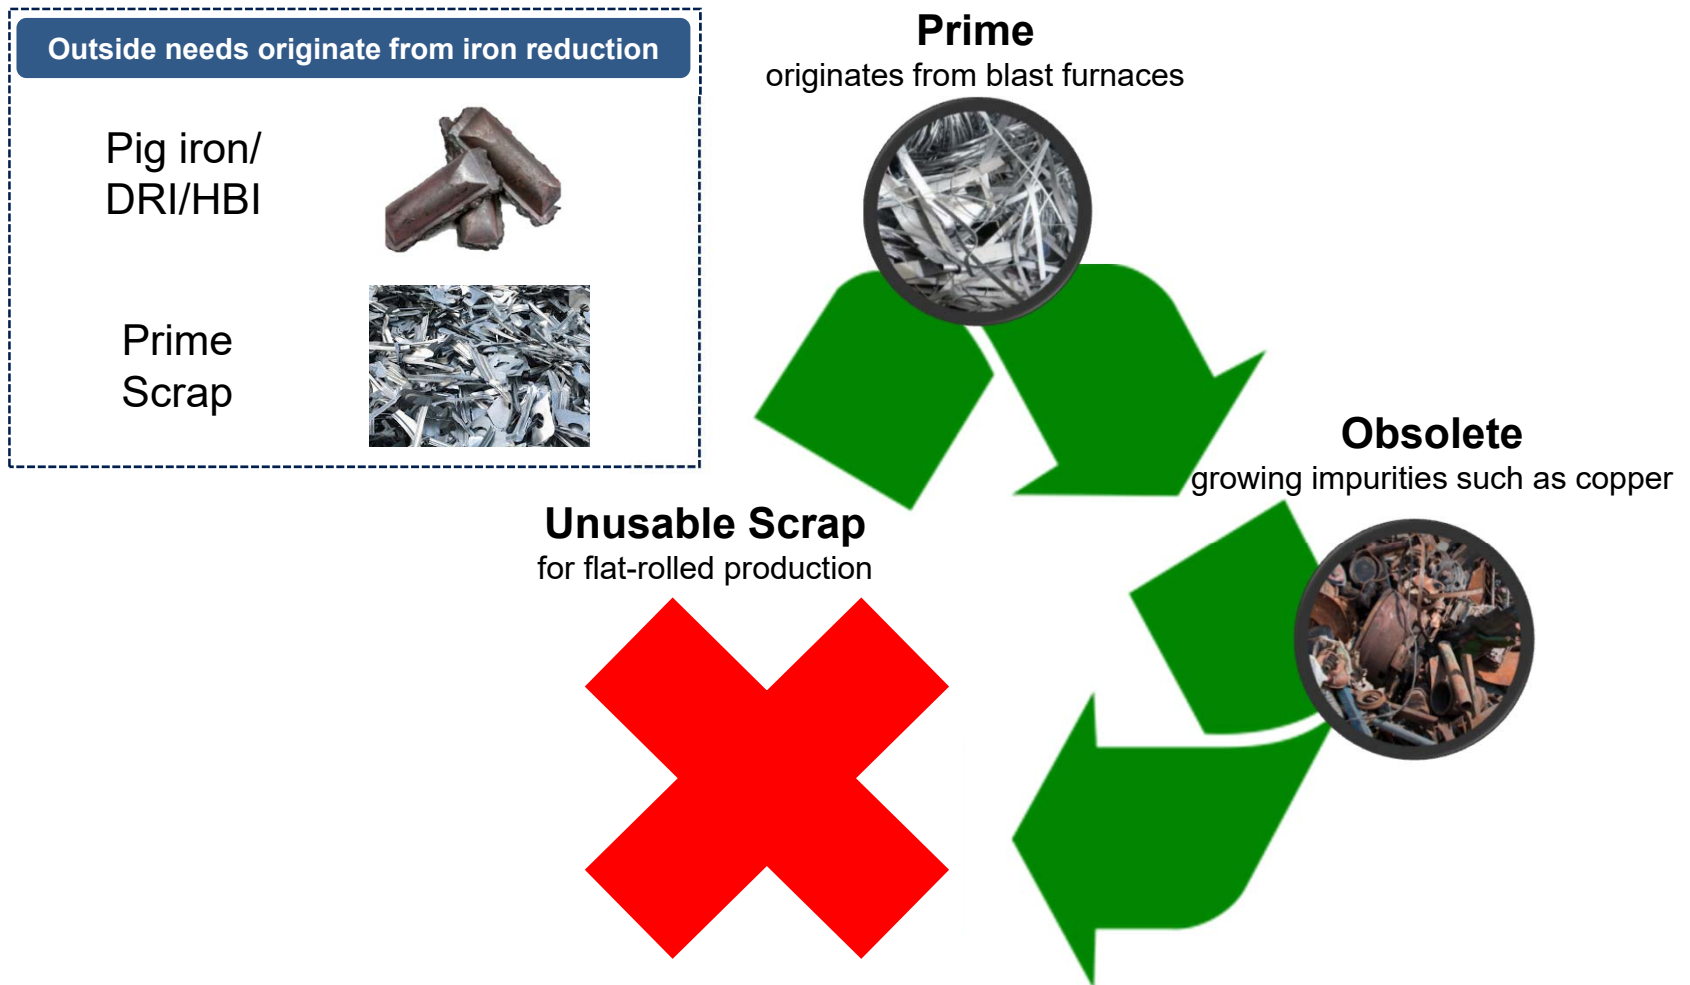 Outside needs originate from iron reduction
Pig iron/
DRI/HBI
Prime
Scrap
Prime
originates from blast furnaces
Obsolete
growing impurities such as copper
Unusable Scrap
for flat-rolled production